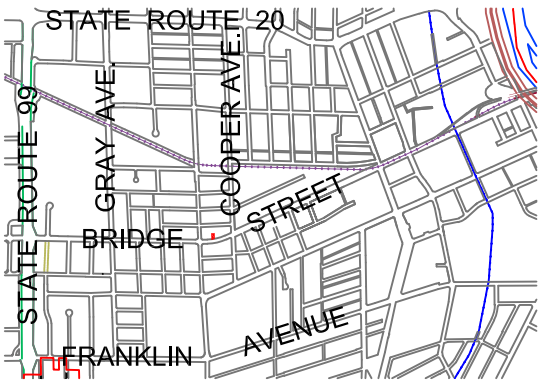 STATE ROUTE 20
STATE ROUTE 99
GRAY AVE.
COOPER AVE.
BRIDGE STREET
FRANKLIN AVENUE